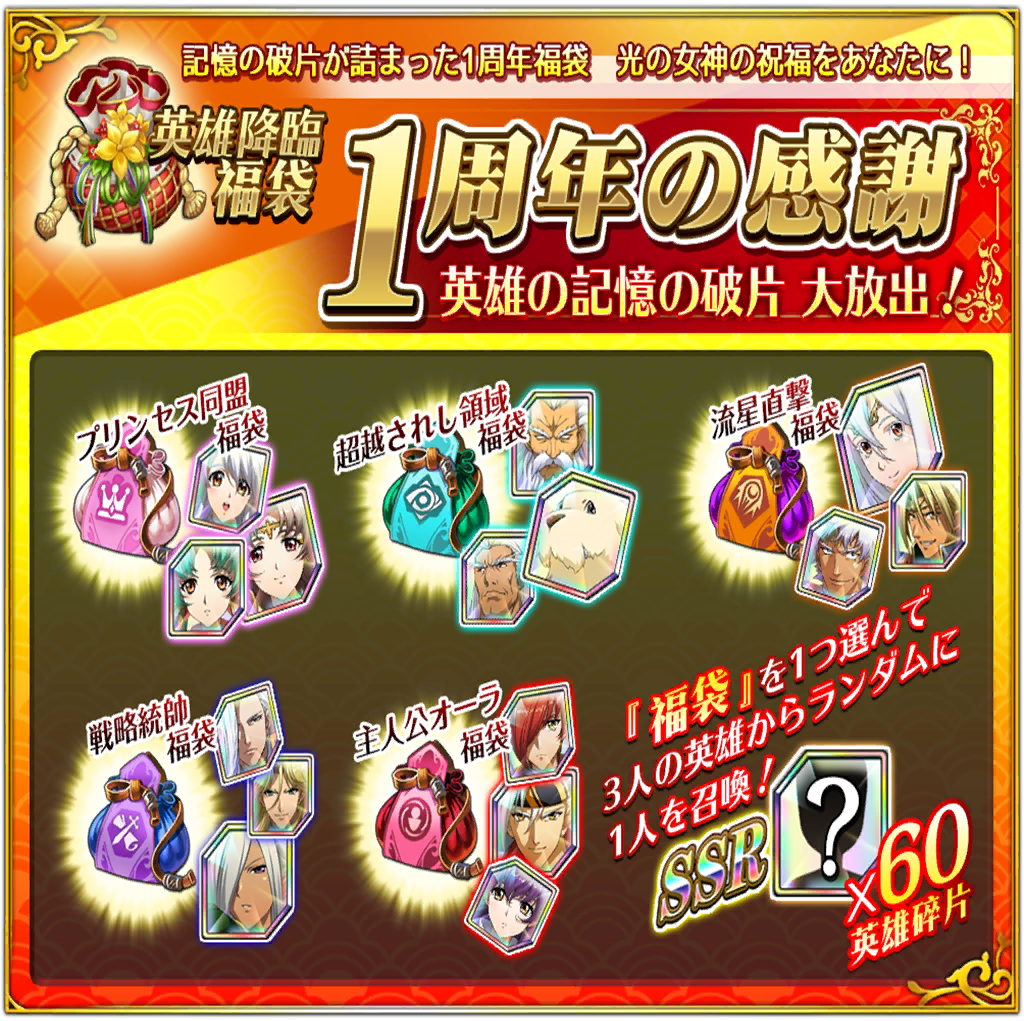 記憶の破片が詰まった1周年福袋 光の女神の祝福をあなたに！
英雄降臨
福袋
1周年の感謝
英雄の記憶の破片 大放出！
プリンセス同盟
福袋
超越されし領域
福袋
流星直撃
福袋
戦略統帥
福袋
主人公オーラ
福袋
『福袋』を1つ選んで
3人の英雄からランダムに
1人を召喚！
SSR
?
×60
英雄碎片